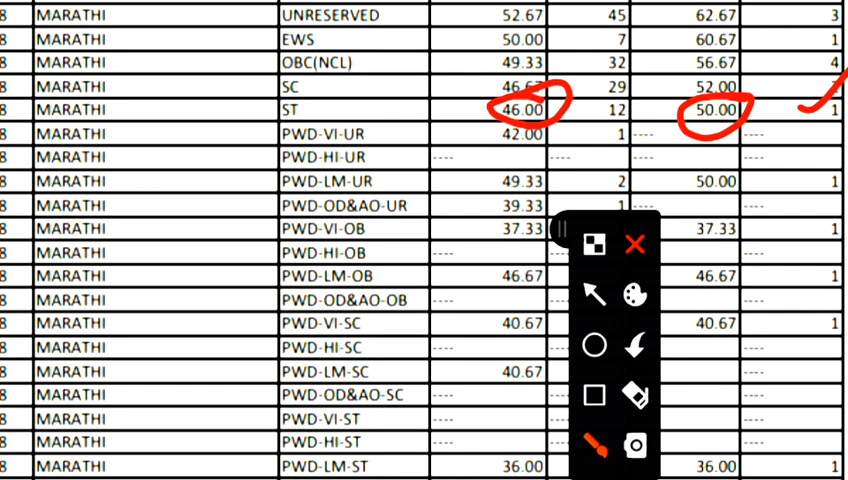 8 MARATHI UNRESERVED 52.67 45 62.67 3
8 MARATHI EWS 50.00 7 60.67 1
8 MARATHI OBC(NCL) 49.33 32 56.67 4
8 MARATHI SC 46.67 29 52.00
8 MARATHI ST 46.00 12 50.00 1
8 MARATHI PWD-VI-UR 42.00 1 ---- ----
8 MARATHI PWD-HI-UR ---- ---- ---- ----
8 MARATHI PWD-LM-UR 49.33 2 50.00 1
8 MARATHI PWD-OD&AO-UR 39.33 1 ---- ----
8 MARATHI PWD-VI-OB 37.33 37.33 1
8 MARATHI PWD-HI-OB ---- ----
8 MARATHI PWD-LM-OB 46.67 46.67 1
8 MARATHI PWD-OD&AO-OB ---- ----
8 MARATHI PWD-VI-SC 40.67 40.67 1
8 MARATHI PWD-HI-SC ---- ----
8 MARATHI PWD-LM-SC 40.67 ----
8 MARATHI PWD-OD&AO-SC ---- ----
8 MARATHI PWD-VI-ST ---- ----
8 MARATHI PWD-HI-ST ---- ----
8 MARATHI PWD-LM-ST 36.00 36.00 1